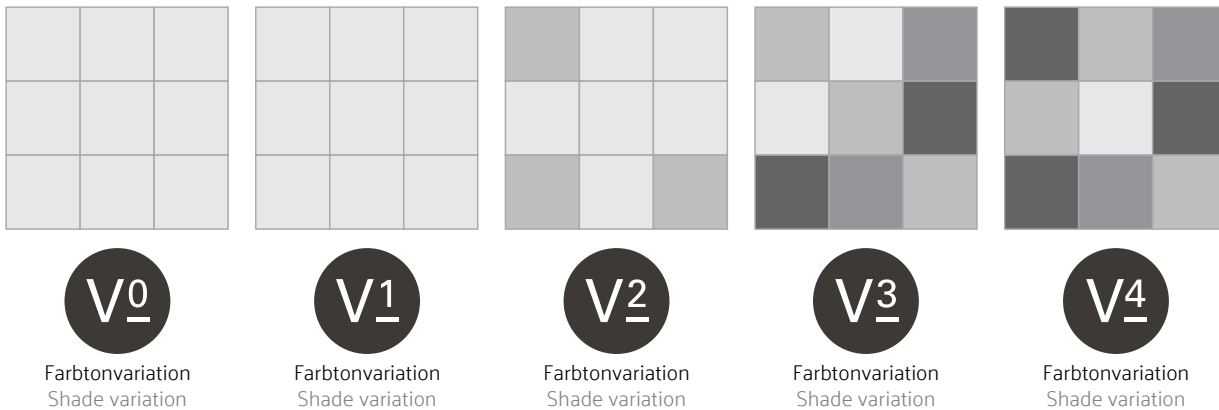 V0
Farbtonvariation
Shade variation
V1
Farbtonvariation
Shade variation
V2
Farbtonvariation
Shade variation
V3
Farbtonvariation
Shade variation
V4
Farbtonvariation
Shade variation